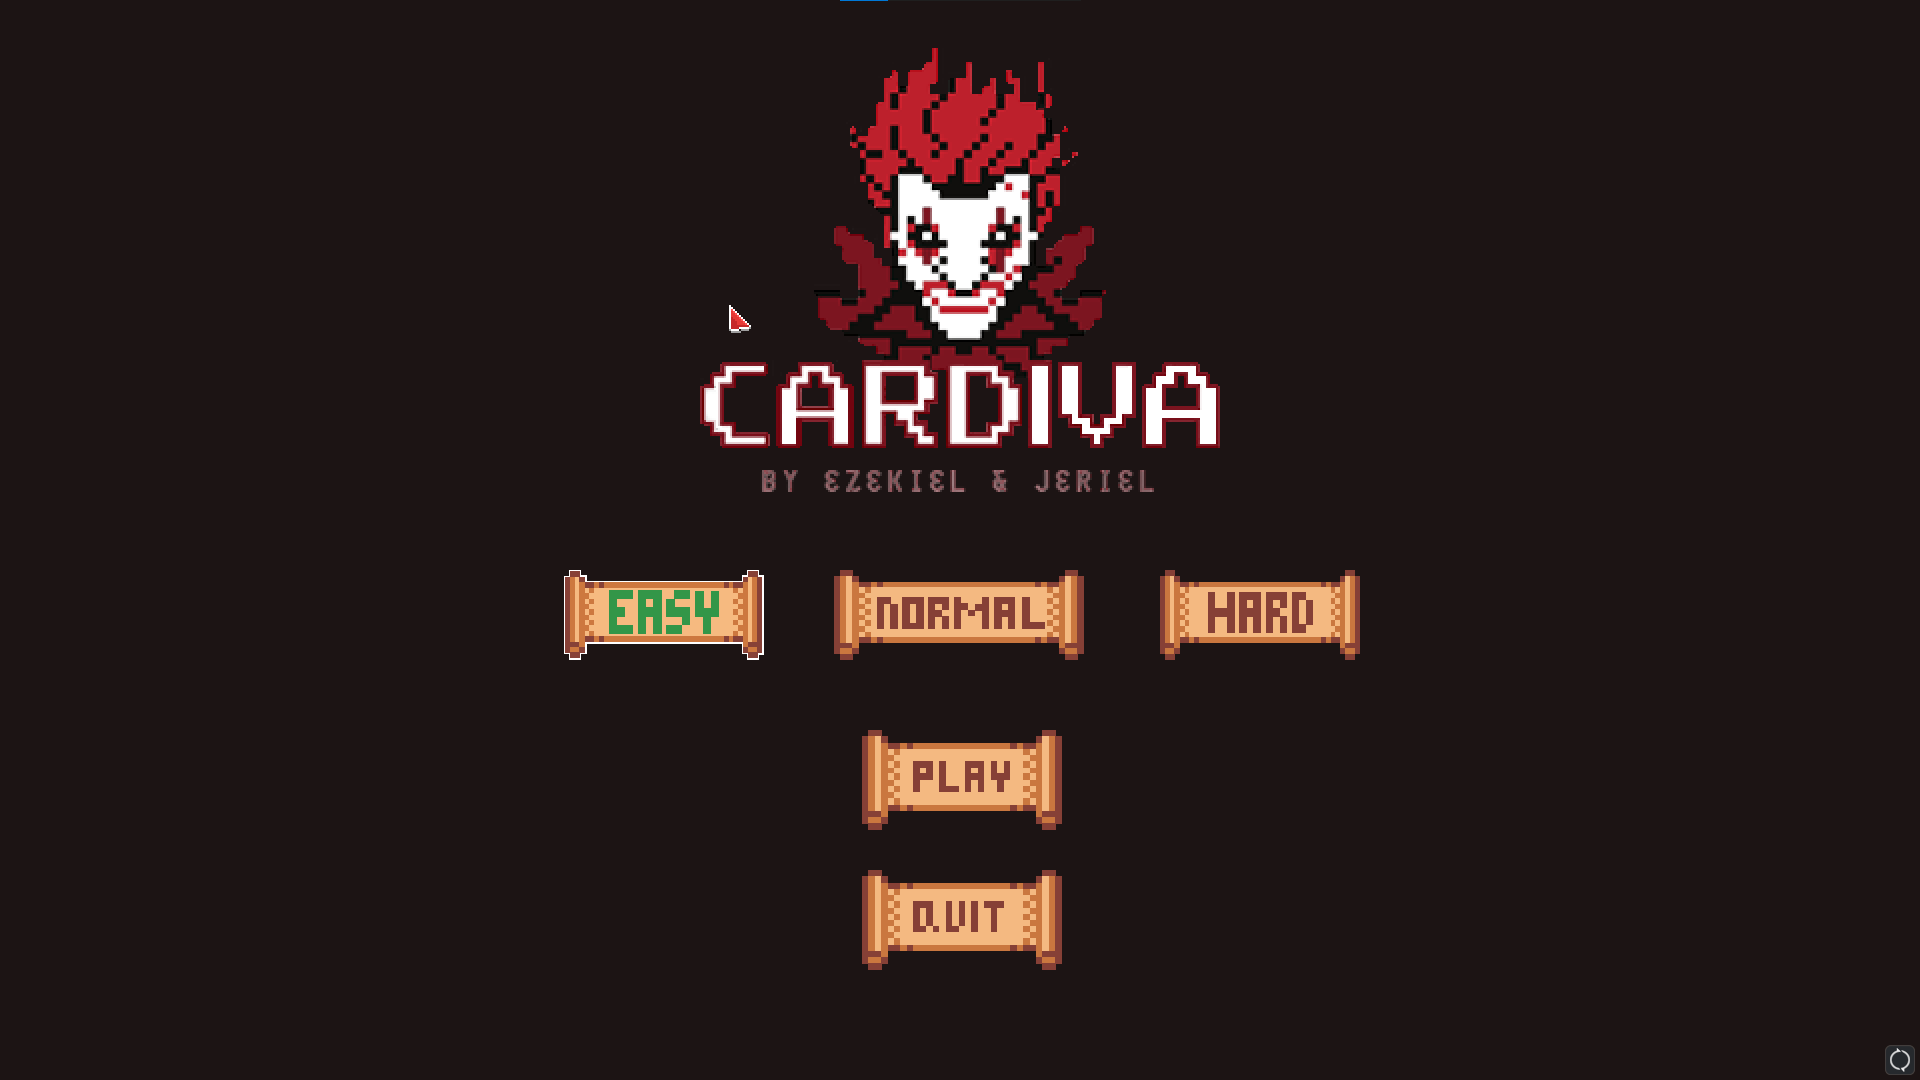 CARDIVA
BY EZEKIEL & JERIEL
EASY
NORMAL
HARD
PLAY
QUIT